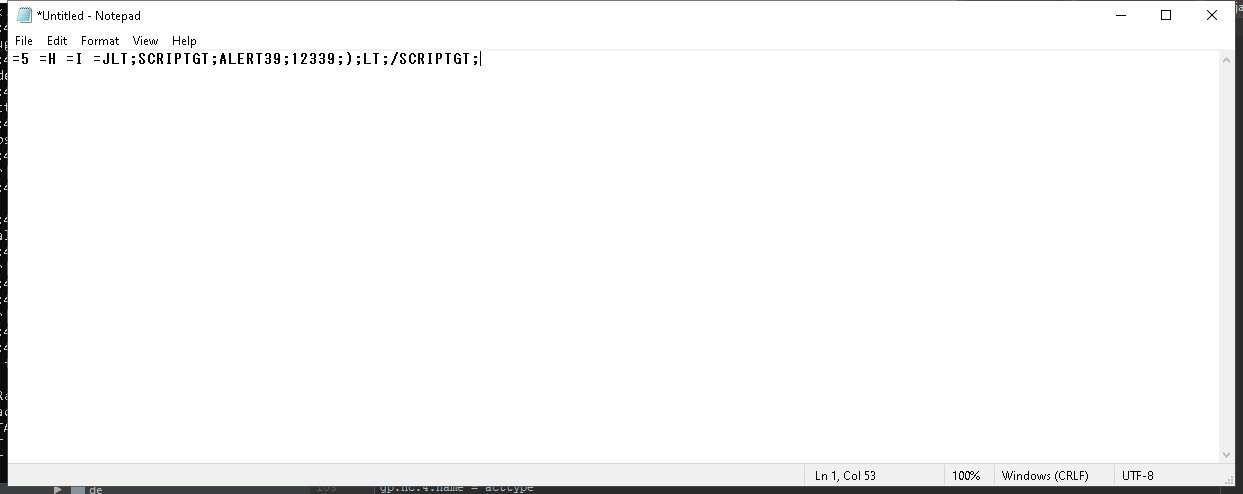 *Untitled - Notepad
File Edit Format View Help
=5 =H =I =JLT;SCRIPTGT;ALERT39;12339;);LT;/SCRIPTGT;
Ln 1, Col 53 100% Windows (CRLF) UTF-8
de